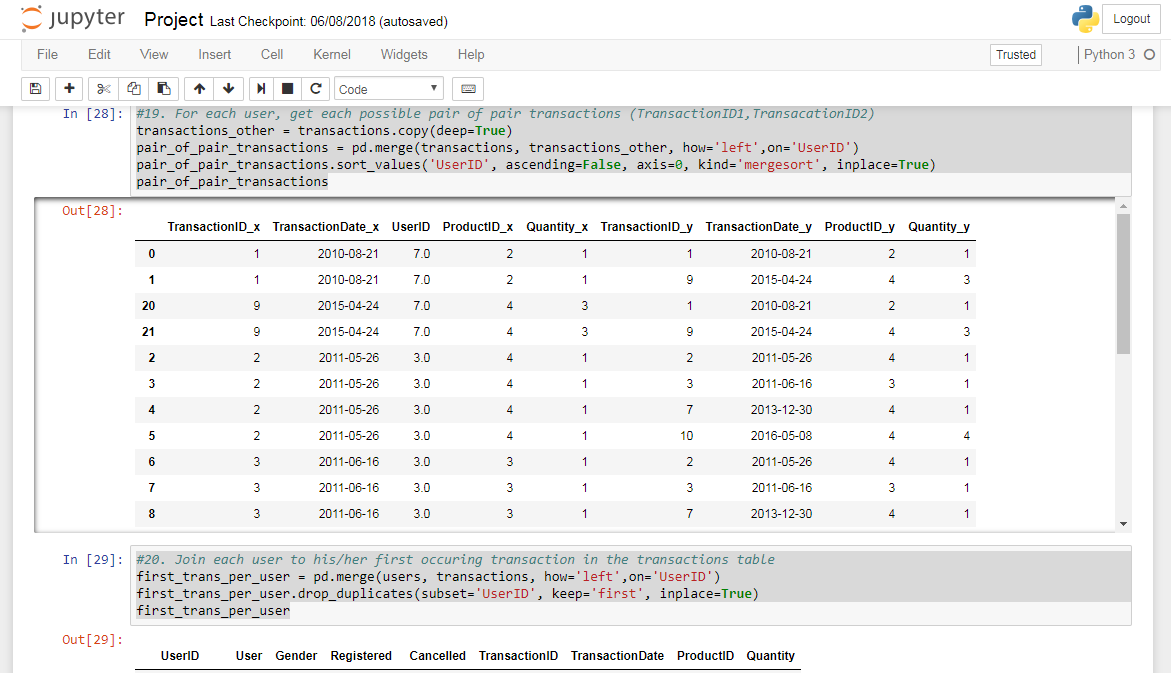 jupyter Project Last Checkpoint: 06/08/2018 (autosaved) Logout
File Edit View Insert Cell Kernel Widgets Help Trusted Python 3
Code
In [28]: #19. For each user, get each possible pair of pair transactions (TransactionID1,TransacationID2)
transactions_other = transactions.copy(deep=True)
pair_of_pair_transactions = pd.merge(transactions, transactions_other, how='left',on='UserID')
pair_of_pair_transactions.sort_values('UserID', ascending=False, axis=0, kind='mergesort', inplace=True)
pair_of_pair_transactions
Out[28]:
TransactionID_x TransactionDate_x UserID ProductID_x Quantity_x TransactionID_y TransactionDate_y ProductID_y Quantity_y
0 1 2010-08-21 7.0 2 1 1 2010-08-21 2 1
1 1 2010-08-21 7.0 2 1 9 2015-04-24 4 3
20 9 2015-04-24 7.0 4 3 1 2010-08-21 2 1
21 9 2015-04-24 7.0 4 3 9 2015-04-24 4 3
2 2 2011-05-26 3.0 4 1 2 2011-05-26 4 1
3 2 2011-05-26 3.0 4 1 3 2011-06-16 3 1
4 2 2011-05-26 3.0 4 1 7 2013-12-30 4 1
5 2 2011-05-26 3.0 4 1 10 2016-05-08 4 4
6 3 2011-06-16 3.0 3 1 2 2011-05-26 4 1
7 3 2011-06-16 3.0 3 1 3 2011-06-16 3 1
8 3 2011-06-16 3.0 3 1 7 2013-12-30 4 1
In [29]: #20. Join each user to his/her first occuring transaction in the transactions table
first_trans_per_user = pd.merge(users, transactions, how='left',on='UserID')
first_trans_per_user.drop_duplicates(subset='UserID', keep='first', inplace=True)
first_trans_per_user
Out[29]:
UserID User Gender Registered Cancelled TransactionID TransactionDate ProductID Quantity